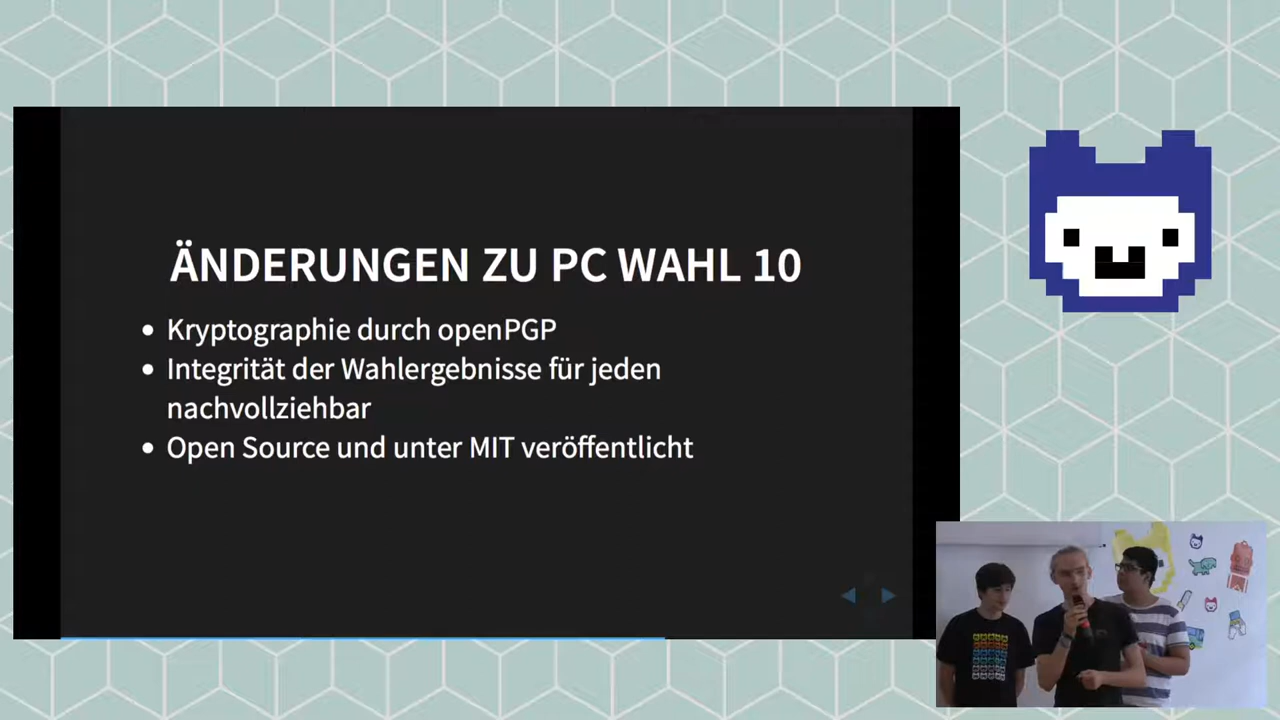 ÄNDERUNGEN ZU PC WAHL 10
• Kryptographie durch openPGP
• Integrität der Wahlergebnisse für jeden
nachvollziehbar
• Open Source und unter MIT veröffentlicht